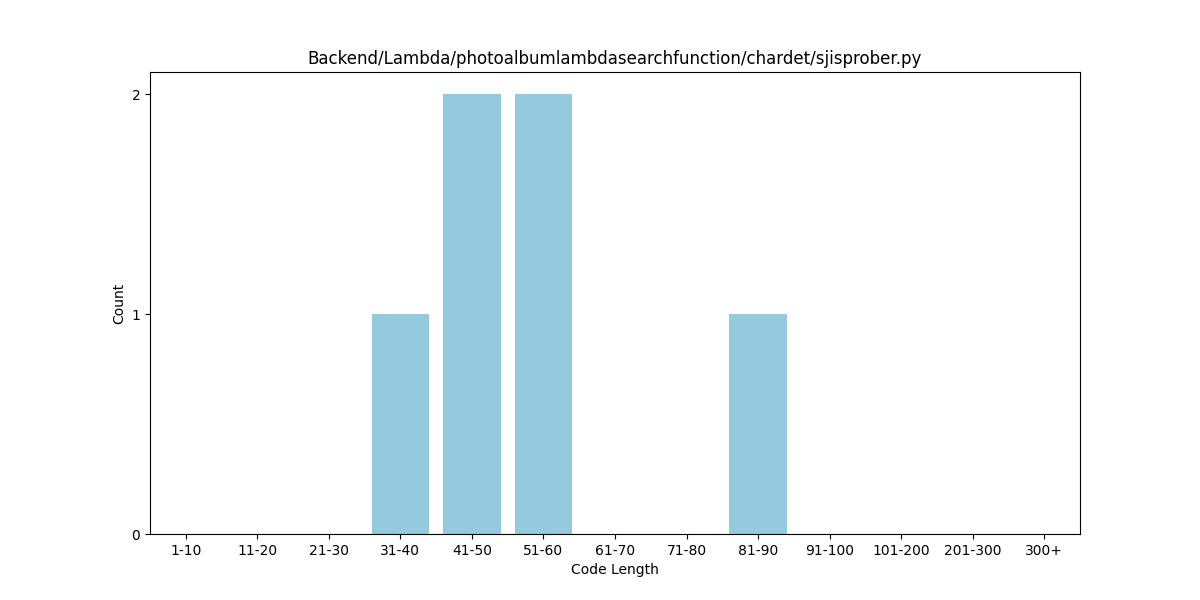 Backend/Lambda/photoalbumlambdasearchfunction/chardet/sjisprober.py
2
1
0
Count
1-10 11-20 21-30 31-40 41-50 51-60 61-70 71-80 81-90 91-100 101-200 201-300 300+
Code Length